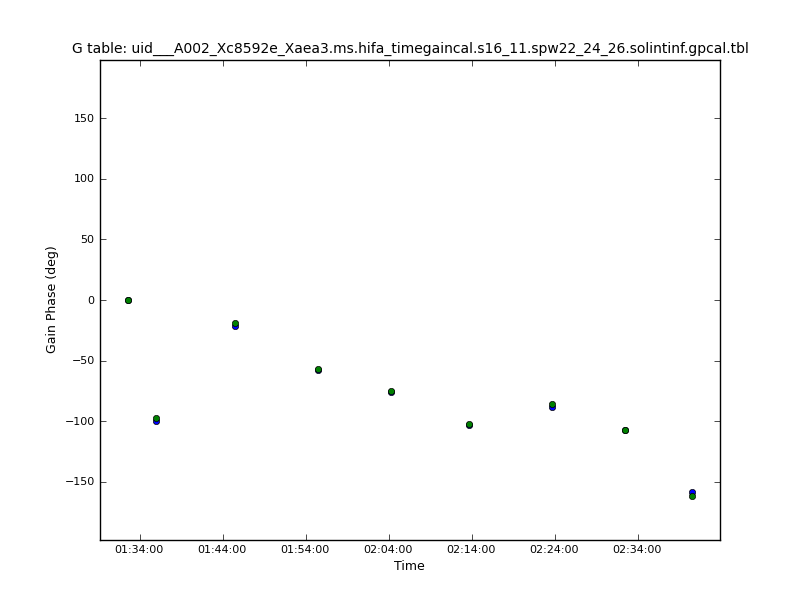 G table: uid___A002_Xc8592e_Xaea3.ms.hifa_timegaincal.s16_11.spw22_24_26.solintinf.gpcal.tbl
150
100
50
0
−50
−100
−150
Gain Phase (deg)
01:34:00 01:44:00 01:54:00 02:04:00 02:14:00 02:24:00 02:34:00
Time